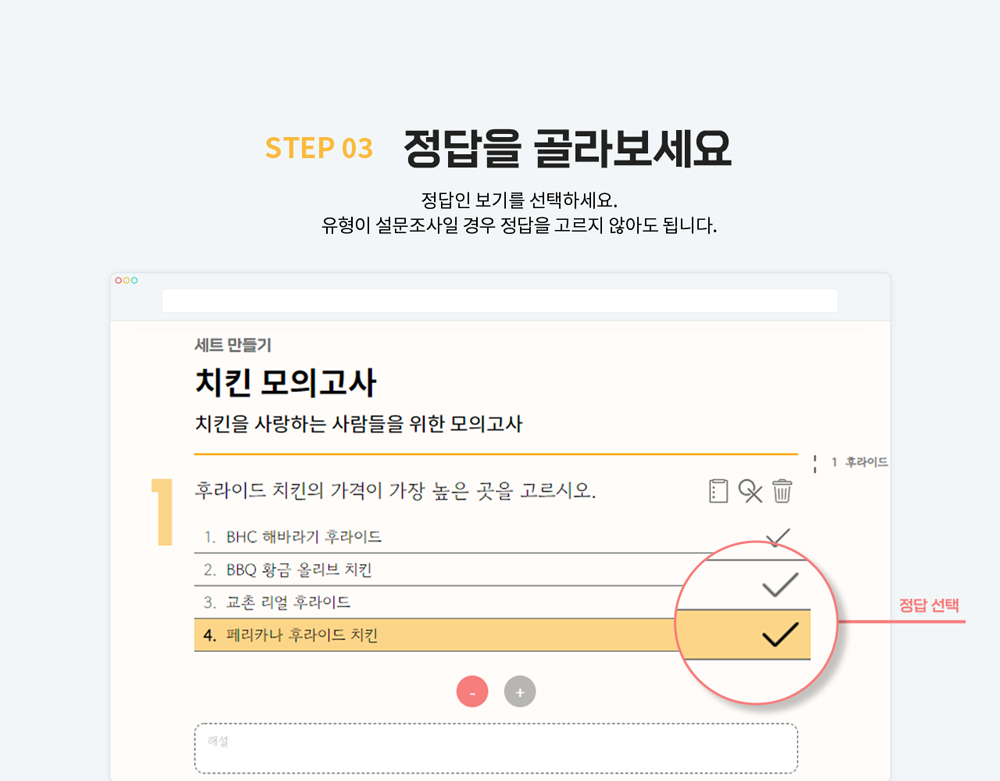 STEP 03 정답을 골라보세요
정답인 보기를 선택하세요.
유형이 설문조사일 경우 정답을 고르지 않아도 됩니다.
세트 만들기
치킨 모의고사
치킨을 사랑하는 사람들을 위한 모의고사
1 후라이드
1 후라이드 치킨의 가격이 가장 높은 곳을 고르시오.
1. BHC 해바라기 후라이드
2. BBQ 황금 올리브 치킨
3. 교촌 리얼 후라이드
정답 선택
4. 페리카나 후라이드 치킨
- +
해설